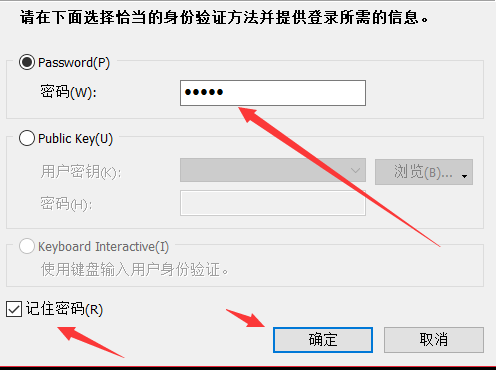 请在下面选择恰当的身份验证方法并提供登录所需的信息。
Password(P)
密码(W):
●●●●●
Public Key(U)
用户密钥(K):
浏览(B)...
密码(H):
Keyboard Interactive(I)
使用键盘输入用户身份验证。
记住密码(R)
确定
取消